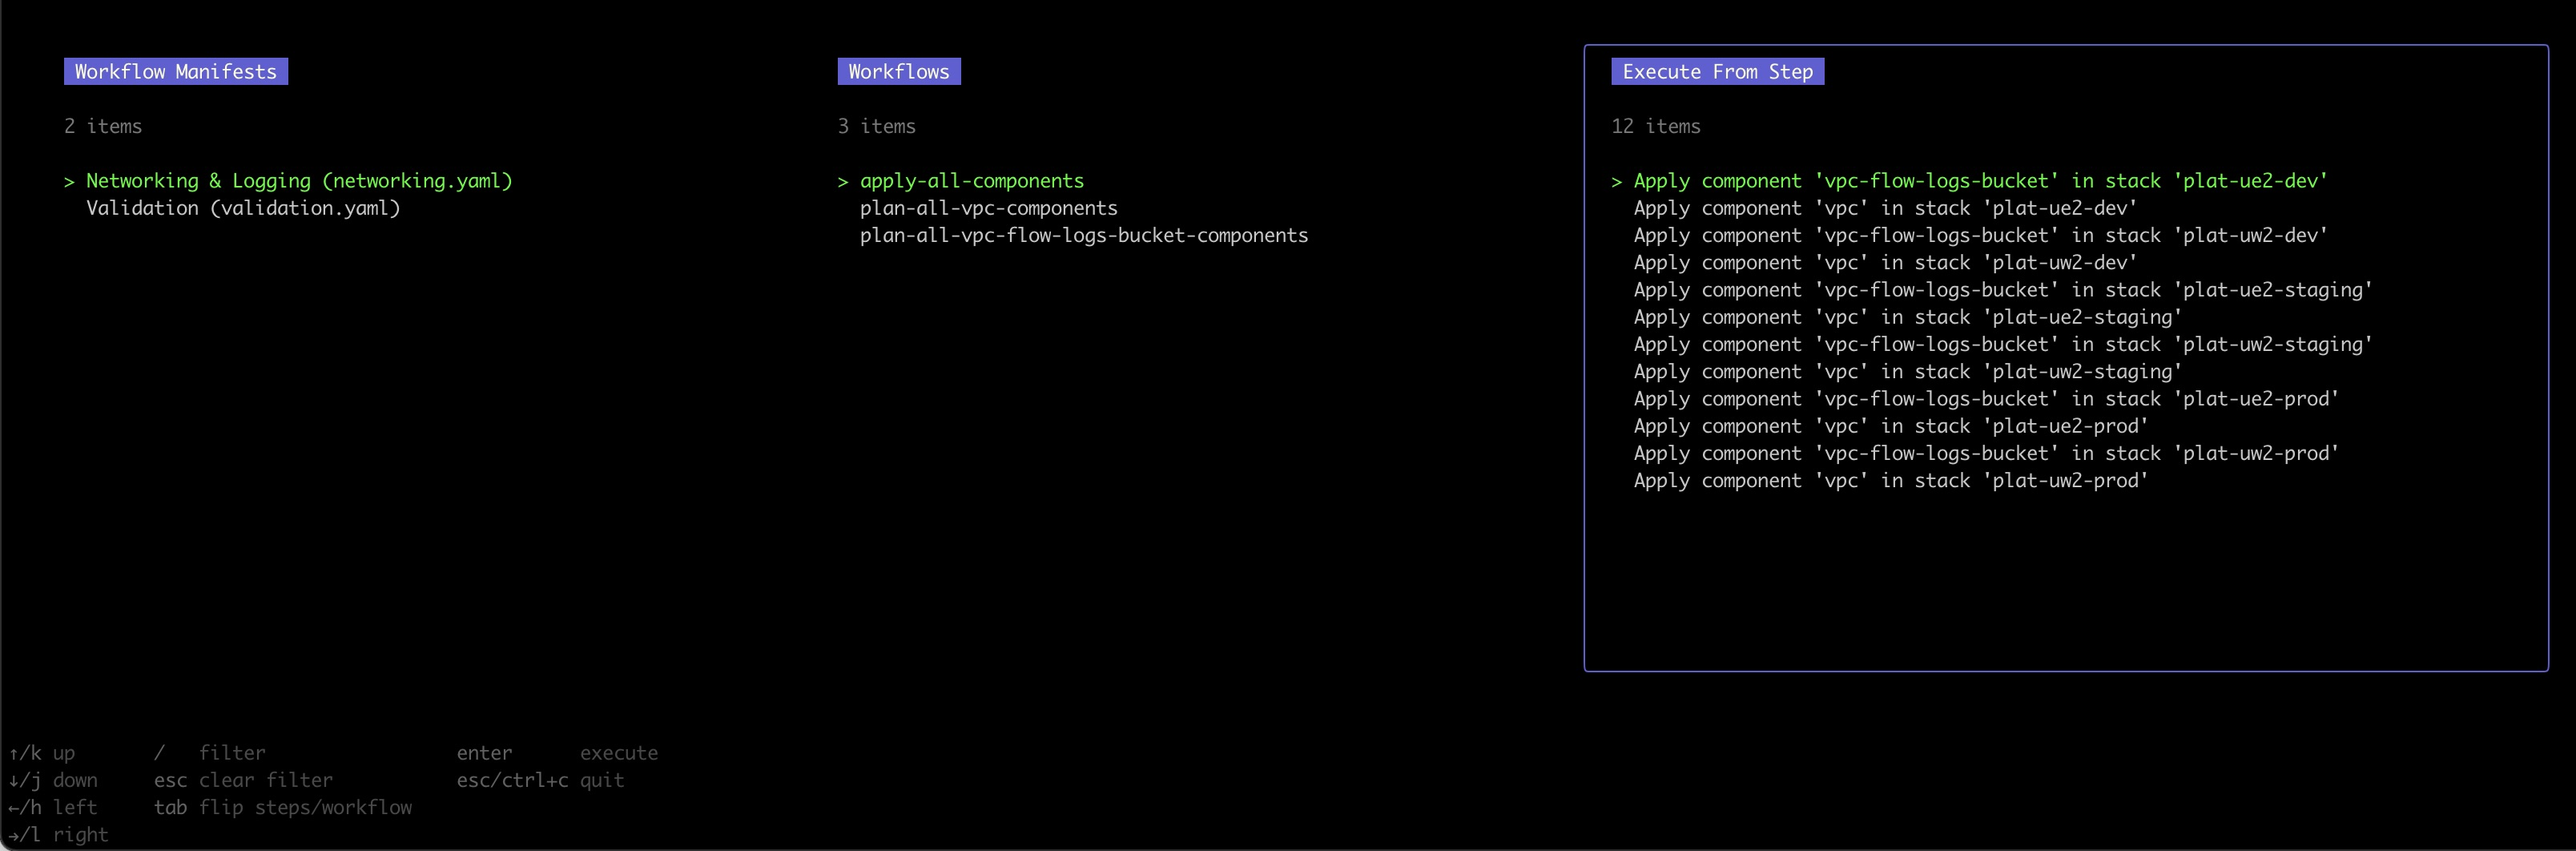 Workflow Manifests
2 items
> Networking & Logging (networking.yaml)
Validation (validation.yaml)
Workflows
3 items
> apply-all-components
plan-all-vpc-components
plan-all-vpc-flow-logs-bucket-components
Execute From Step
12 items
> Apply component 'vpc-flow-logs-bucket' in stack 'plat-ue2-dev'
Apply component 'vpc' in stack 'plat-ue2-dev'
Apply component 'vpc-flow-logs-bucket' in stack 'plat-uw2-dev'
Apply component 'vpc' in stack 'plat-uw2-dev'
Apply component 'vpc-flow-logs-bucket' in stack 'plat-ue2-staging'
Apply component 'vpc' in stack 'plat-ue2-staging'
Apply component 'vpc-flow-logs-bucket' in stack 'plat-uw2-staging'
Apply component 'vpc' in stack 'plat-uw2-staging'
Apply component 'vpc-flow-logs-bucket' in stack 'plat-ue2-prod'
Apply component 'vpc' in stack 'plat-ue2-prod'
Apply component 'vpc-flow-logs-bucket' in stack 'plat-uw2-prod'
Apply component 'vpc' in stack 'plat-uw2-prod'
↑/k up / filter enter execute
↓/j down esc clear filter esc/ctrl+c quit
←/h left tab flip steps/workflow
→/l right